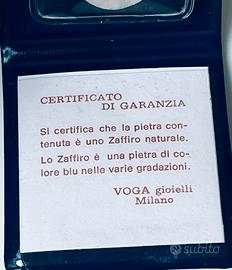 CERTIFICATO
DI GARANZIA
Si certifica che la pietra con-
tenuta è uno Zaffiro naturale.
Lo Zaffiro è una pietra di co-
lore blu nelle varie gradazioni.
VOGA gioielli
Milano
subito